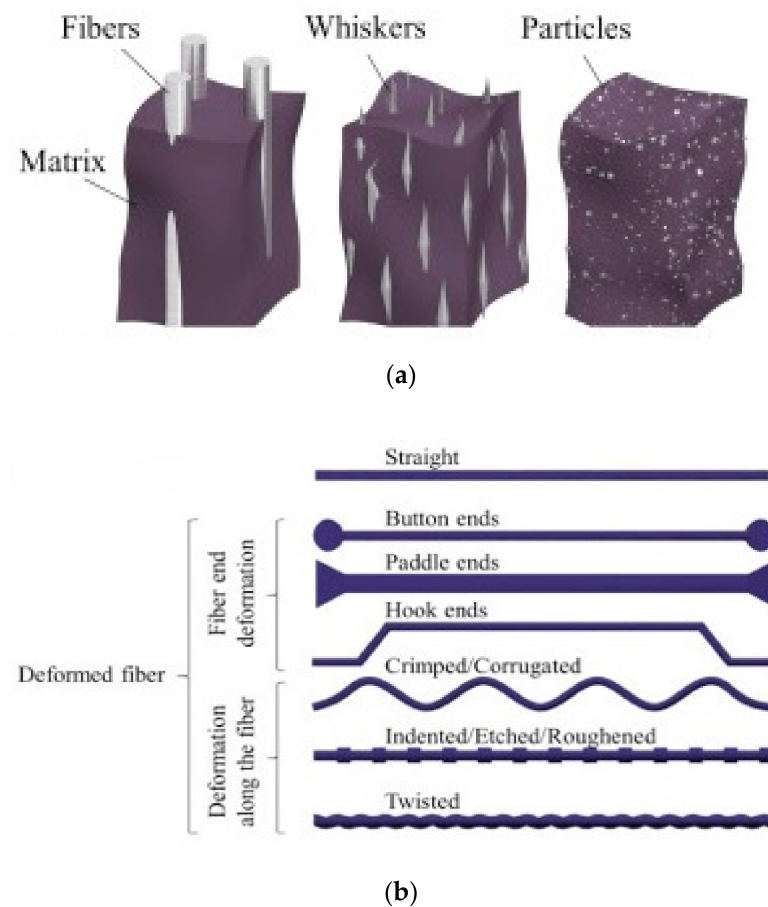 Fibers
Whiskers
Particles
Matrix
(a)
Straight
Button ends
Paddle ends
Hook ends
Fiber end
deformation
Deformed fiber
Crimped/Corrugated
Indented/Etched/Roughened
Twisted
Deformation
along the fiber
(b)